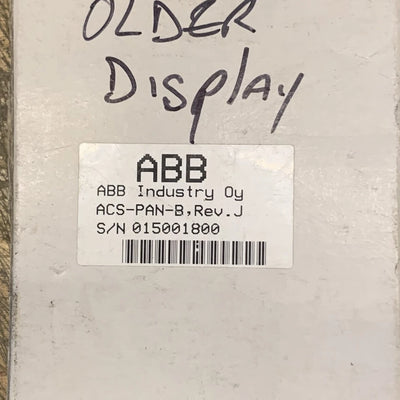 OLDER
Display
ABB
ABB Industry Oy
ACS-PAN-B,Rev.J
S/N 015001800